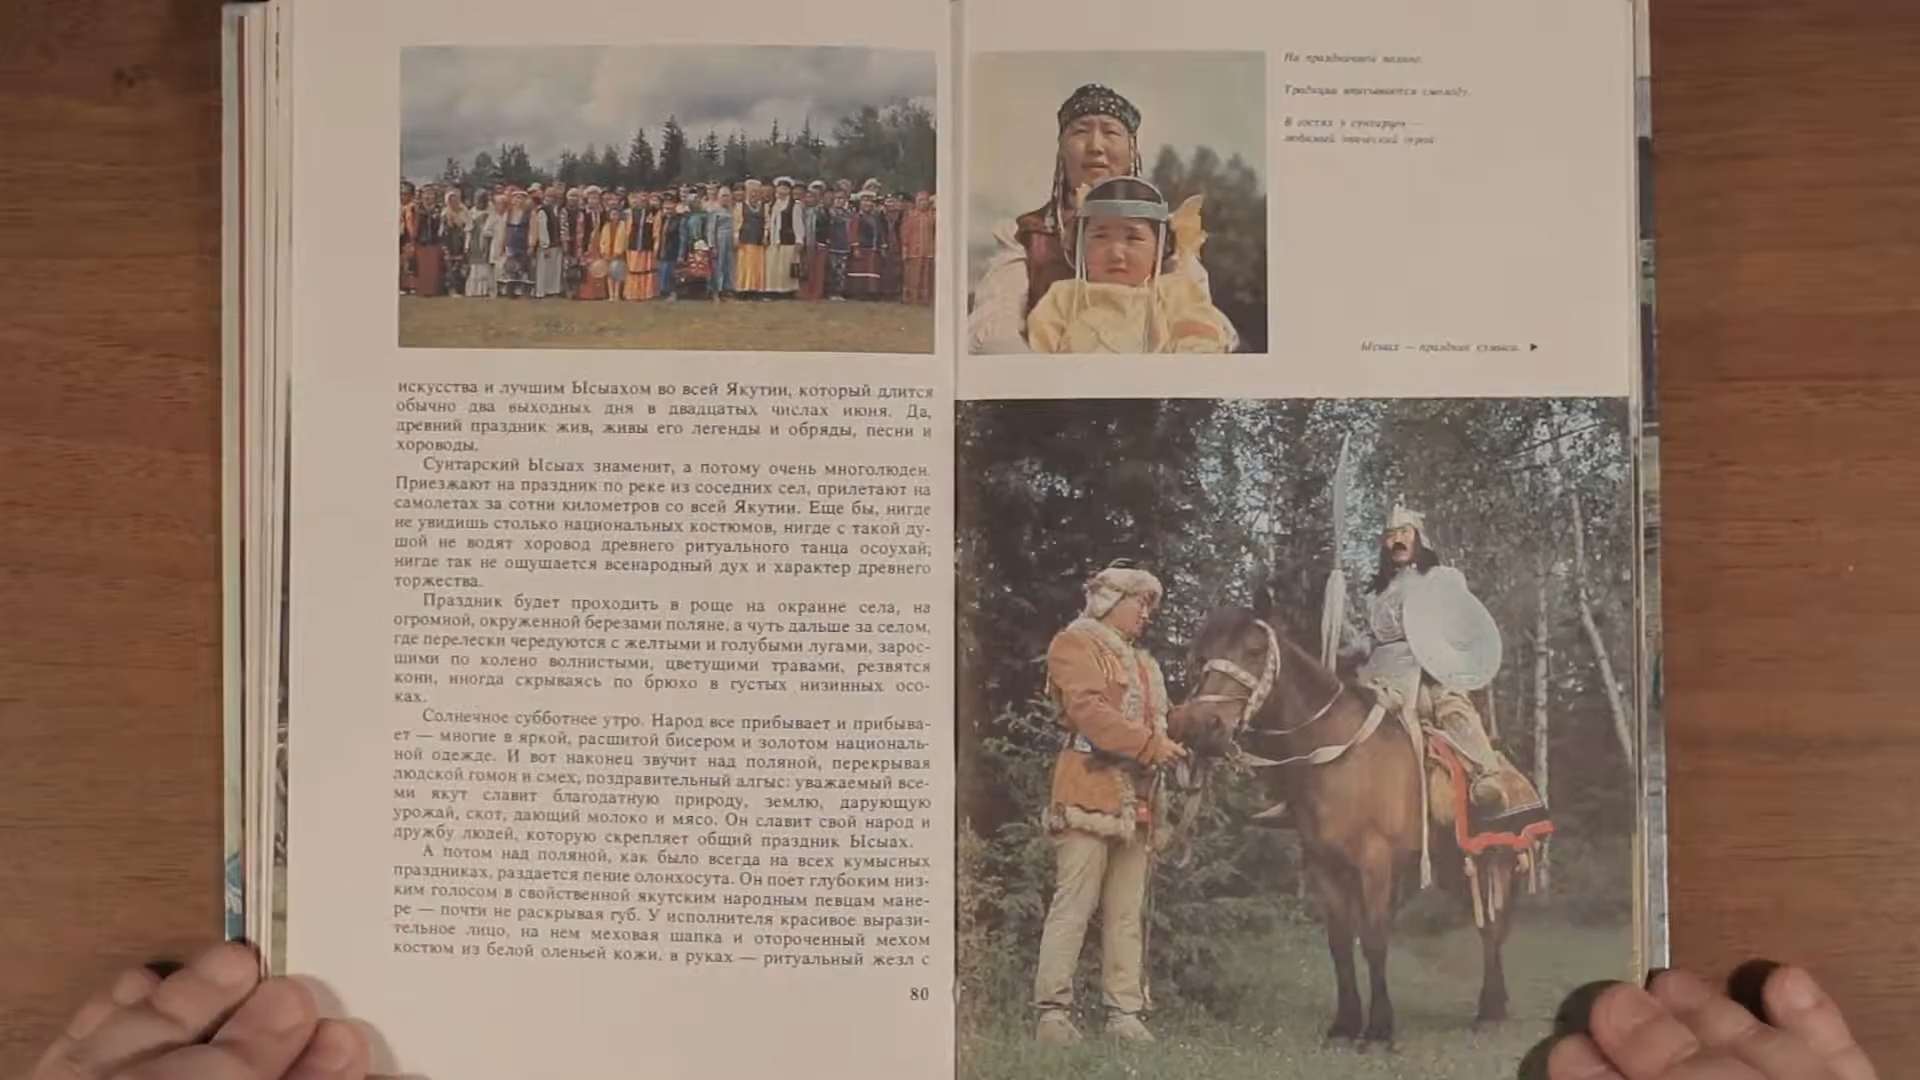 искусства и лучшим Ысыахом во всей Якутии, который длится
обычно два выходных дня в двадцатых числах июня. Да,
древний праздник жив, живы его легенды и обряды, песни и
хороводы.
Сунтарский Ысыах знаменит, а потому очень многолюден.
Приезжают на праздник по реке из соседних сел, прилетают на
самолетах за сотни километров со всей Якутии. Еще бы, нигде
не увидишь столько национальных костюмов, нигде с такой ду-
шой не водят хоровод древнего ритуального танца осоухай;
нигде так не ощущается всенародный дух и характер древнего
торжества.
Праздник будет проходить в роще на окраине села, на
огромной, окруженной березами поляне, а чуть дальше за селом,
где перелески чередуются с желтыми и голубыми лугами, зарос-
шими по колено волнистыми, цветущими травами, резвятся
кони, иногда скрываясь по брюхо в густых низинных осо-
ках.
Солнечное субботнее утро. Народ все прибывает и прибыва-
ет — многие в яркой, расшитой бисером и золотом националь-
ной одежде. И вот наконец звучит над поляной, перекрывая
людской гомон и смех, поздравительный алгыс: уважаемый все-
ми якут славит благодатную природу, землю, дарующую
урожай, скот, дающий молоко и мясо. Он славит свой народ и
дружбу людей, которую скрепляет общий праздник Ысыах.
А потом над поляной, как было всегда на всех кумысных
праздниках, раздается пение олонхосута. Он поет глубоким низ-
ким голосом в свойственной якутским народным певцам мане-
ре — почти не раскрывая губ. У исполнителя красивое вырази-
тельное лицо, на нем меховая шапка и отороченный мехом
костюм из белой оленьей кожи, в руках — ритуальный жезл с
80
На праздничной поляне.
Традиции впитываются смолоду.
В гостях у сунтарцев —
любимый эпический герой.
Ысыах — праздник кумыса. ►